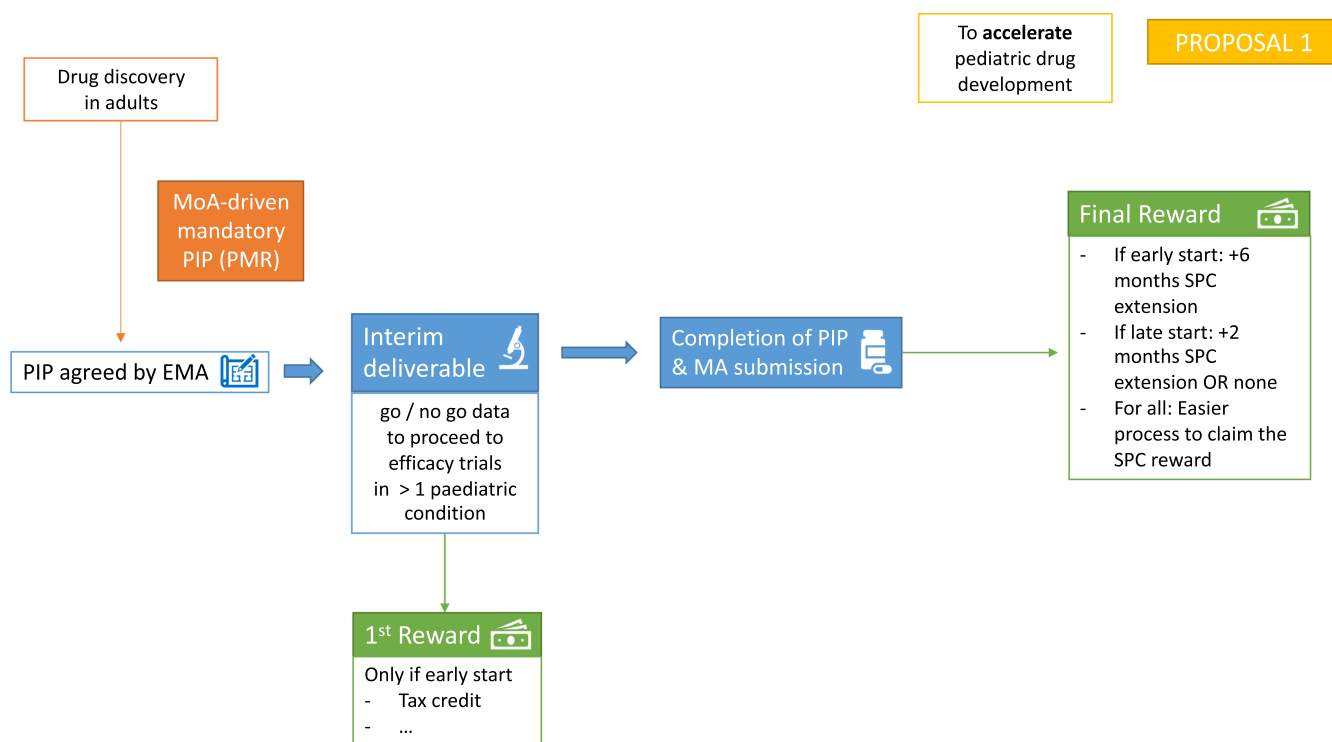 To accelerate
pediatric drug
development
PROPOSAL 1
Drug discovery
in adults
MoA-driven
mandatory
PIP (PMR)
PIP agreed by EMA
Interim
deliverable
go / no go data
to proceed to
efficacy trials
in > 1 paediatric
condition
Completion of PIP
& MA submission
Final Reward
- If early start: +6
months SPC
extension
- If late start: +2
months SPC
extension OR none
- For all: Easier
process to claim the
SPC reward
1st Reward
Only if early start
- Tax credit
- ...